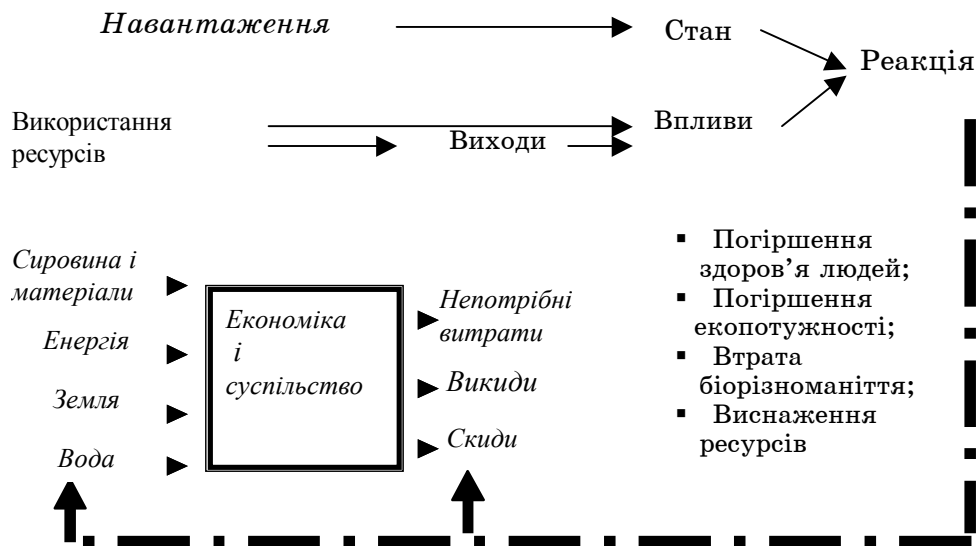 Навантаження
Стан
Реакція
Використання
ресурсів
Виходи
Впливи
Сировина і
матеріали
Енергія
Земля
Вода
Економіка
і
суспільство
Непотрібні
витрати
Викиди
Скиди
▪ Погіршення
здоров’я людей;
▪ Погіршення
екопотужності;
▪ Втрата
біорізноманіття;
▪ Виснаження
ресурсів